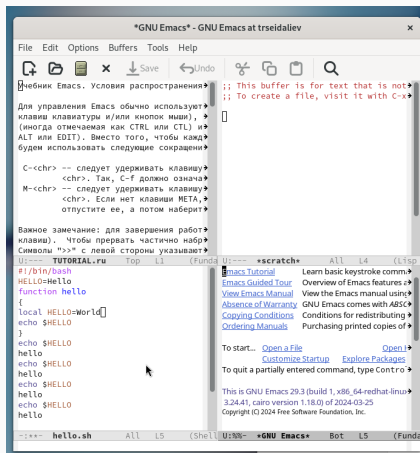 *GNU Emacs* - GNU Emacs at trseidaliev
File Edit Options Buffers Tools Help
Save Undo
Учебник Emacs. Условия распространения
Для управления Emacs обычно используют
клавиш клавиатуры и/или кнопок мыши),
(иногда отмечаемая как CTRL или CTL) и
ALT или EDIT). Вместо того, чтобы кажд
будем использовать следующие сокращени
C-<chr> -- следует удерживать клавишу
<chr>. Так, C-f должно означа
M-<chr> -- следует удерживать клавишу
<chr>. Если нет клавиши META,
отпустите ее, а потом наберит
Важное замечание: для завершения работ
клавиш). Чтобы прервать частично набр
Символы ">>" с левой стороны указывают
U:--- TUTORIAL.ru Top L1 (Funda
;; This buffer is for text that is not
;; To create a file, visit it with C-x
U:--- *scratch* All L4 (Lisp
#!/bin/bash
HELLO=Hello
function hello
{
local HELLO=World
echo $HELLO
}
echo $HELLO
hello
echo $HELLO
hello
echo $HELLO
hello
echo $HELLO
hello
-:**- hello.sh All L5 (Shell
Emacs Tutorial Learn basic keystroke comma
Emacs Guided Tour Overview of Emacs features a
View Emacs Manual View the Emacs manual using
Absence of Warranty GNU Emacs comes with ABSO
Copying Conditions Conditions for redistributing
Ordering Manuals Purchasing printed copies of
To start... Open a File Open
Customize Startup Explore Packages
To quit a partially entered command, type Contro
This is GNU Emacs 29.3 (build 1, x86_64-redhat-linux
3.24.41, cairo version 1.18.0) of 2024-03-25
Copyright (C) 2024 Free Software Foundation, Inc.
U:%%- *GNU Emacs* Bot L5 (Funda